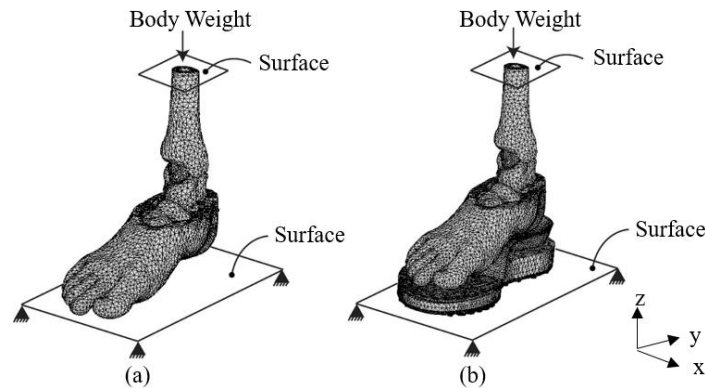 Body Weight
Surface
Surface
(a)
Body Weight
Surface
Surface
(b)
z
y
x